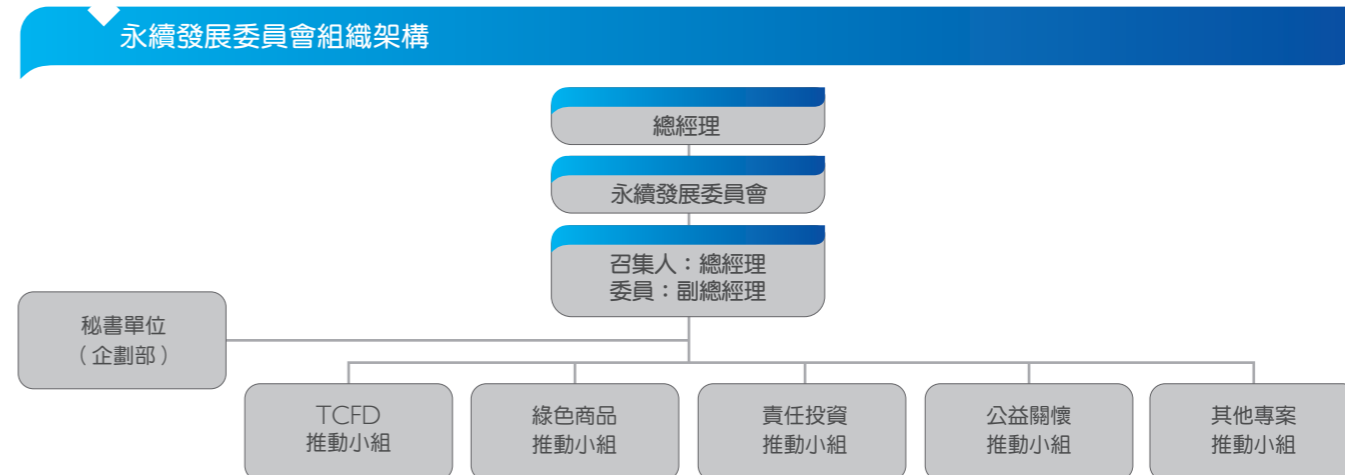 永續發展委員會組織架構
總經理
永續發展委員會
召集人：總經理
委員：副總經理
秘書單位
（企劃部）
TCFD
推動小組
綠色商品
推動小組
責任投資
推動小組
公益關懷
推動小組
其他專案
推動小組